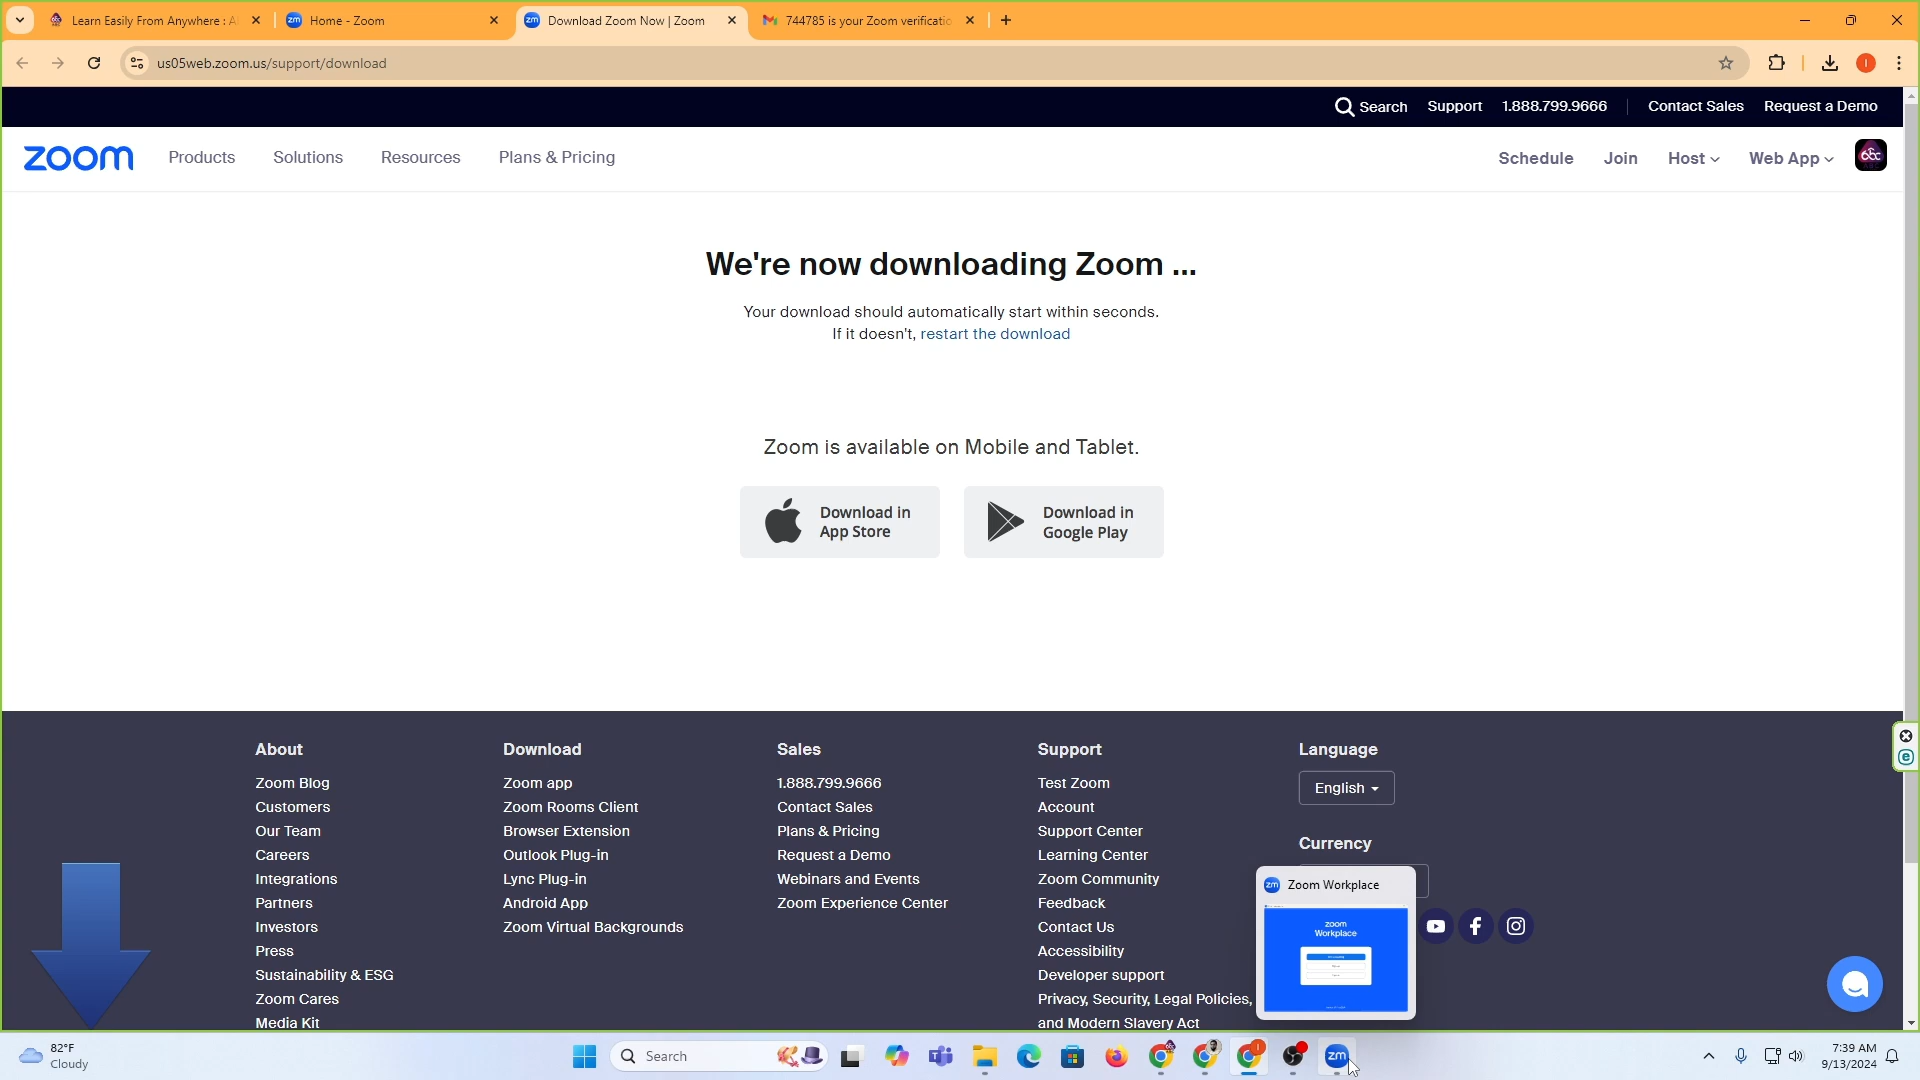 Learn Easily From Anywhere : A
Home - Zoom
Download Zoom Now | Zoom
744785 is your Zoom verificatio
us05web.zoom.us/support/download
Search
Support
1.888.799.9666
Contact Sales
Request a Demo
zoom
Products
Solutions
Resources
Plans & Pricing
Schedule
Join
Host
Web App
We're now downloading Zoom ...
Your download should automatically start within seconds.
If it doesn't, restart the download
Zoom is available on Mobile and Tablet.
Download in
App Store
Download in
Google Play
About
Zoom Blog
Customers
Our Team
Careers
Integrations
Partners
Investors
Press
Sustainability & ESG
Zoom Cares
Media Kit
Download
Zoom app
Zoom Rooms Client
Browser Extension
Outlook Plug-in
Lync Plug-in
Android App
Zoom Virtual Backgrounds
Sales
1.888.799.9666
Contact Sales
Plans & Pricing
Request a Demo
Webinars and Events
Zoom Experience Center
Support
Test Zoom
Account
Support Center
Learning Center
Zoom Community
Feedback
Contact Us
Accessibility
Developer support
Privacy, Security, Legal Policies,
and Modern Slavery Act
Language
English
Currency
zm Zoom Workplace
zoom
Workplace
82°F
Cloudy
Search
zm
7:39 AM
9/13/2024